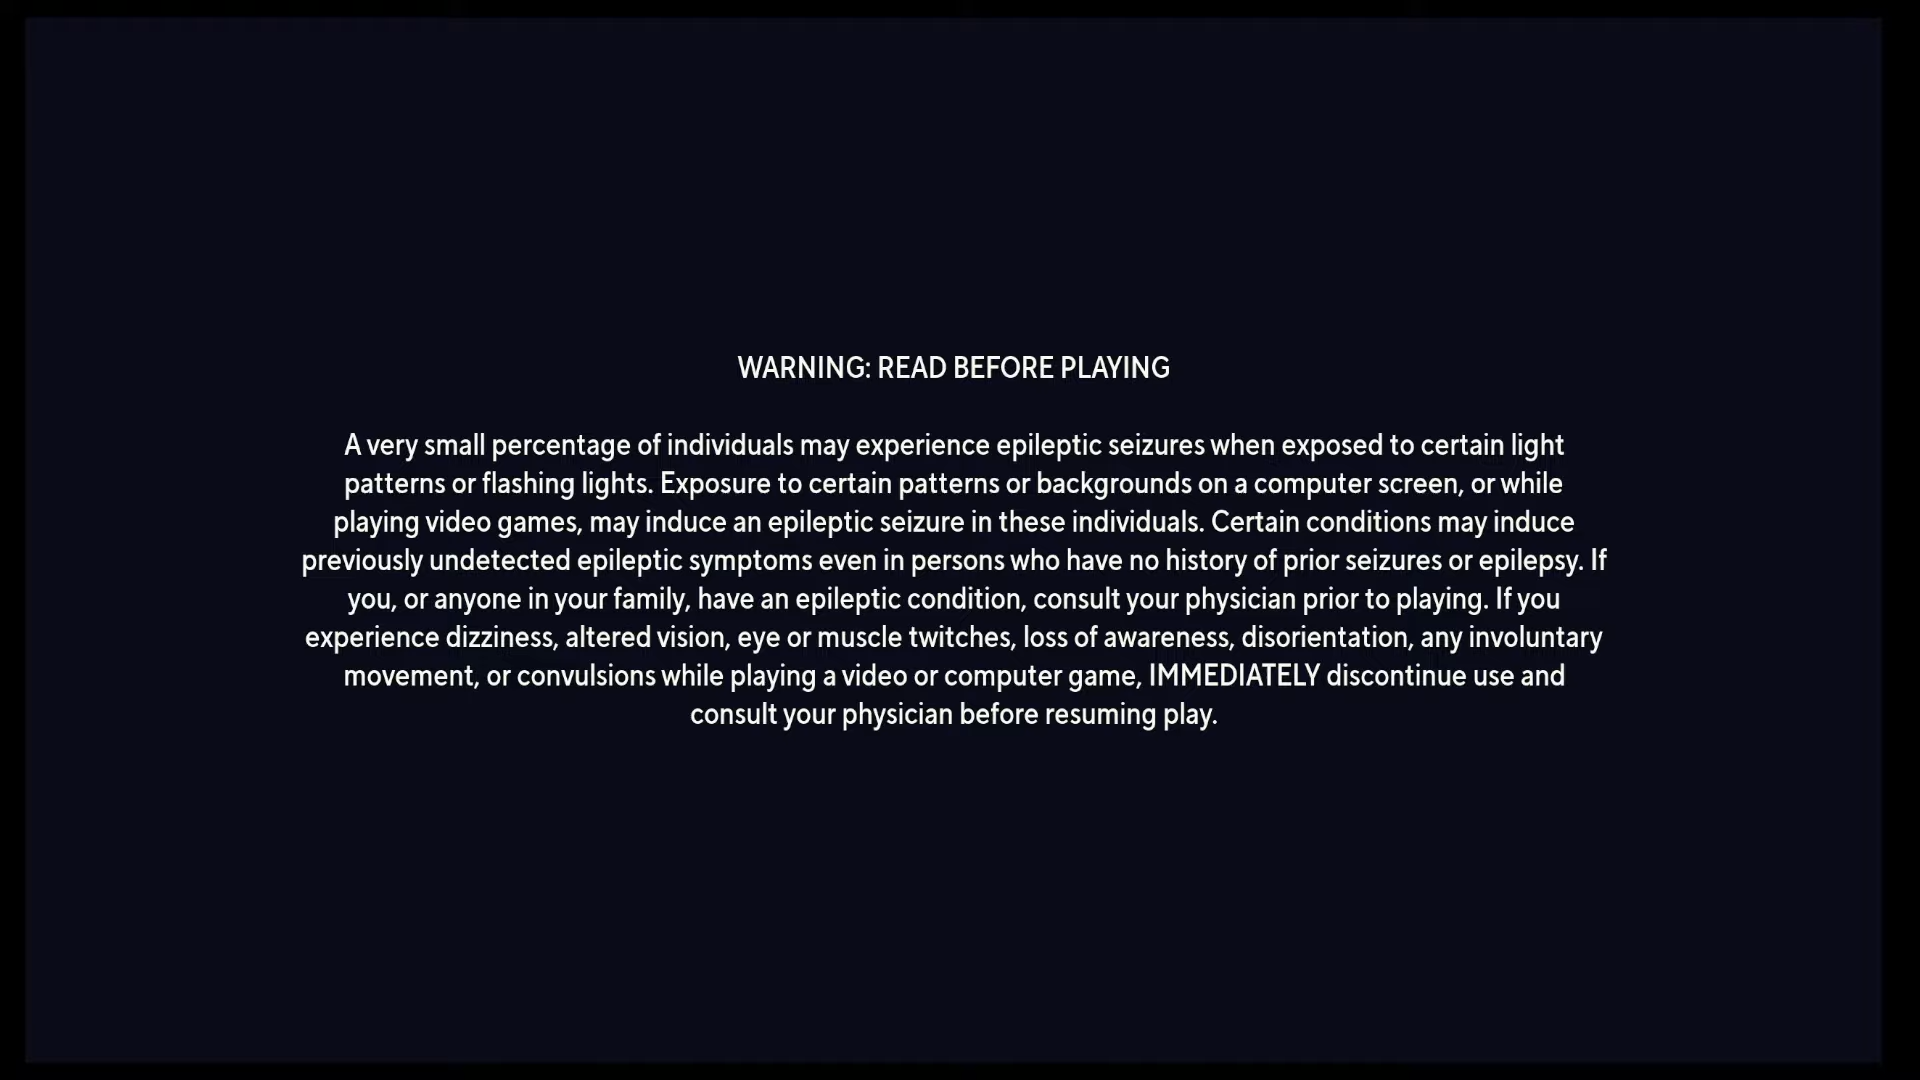 WARNING: READ BEFORE PLAYING
A very small percentage of individuals may experience epileptic seizures when exposed to certain light
patterns or flashing lights. Exposure to certain patterns or backgrounds on a computer screen, or while
playing video games, may induce an epileptic seizure in these individuals. Certain conditions may induce
previously undetected epileptic symptoms even in persons who have no history of prior seizures or epilepsy. If
you, or anyone in your family, have an epileptic condition, consult your physician prior to playing. If you
experience dizziness, altered vision, eye or muscle twitches, loss of awareness, disorientation, any involuntary
movement, or convulsions while playing a video or computer game, IMMEDIATELY discontinue use and
consult your physician before resuming play.